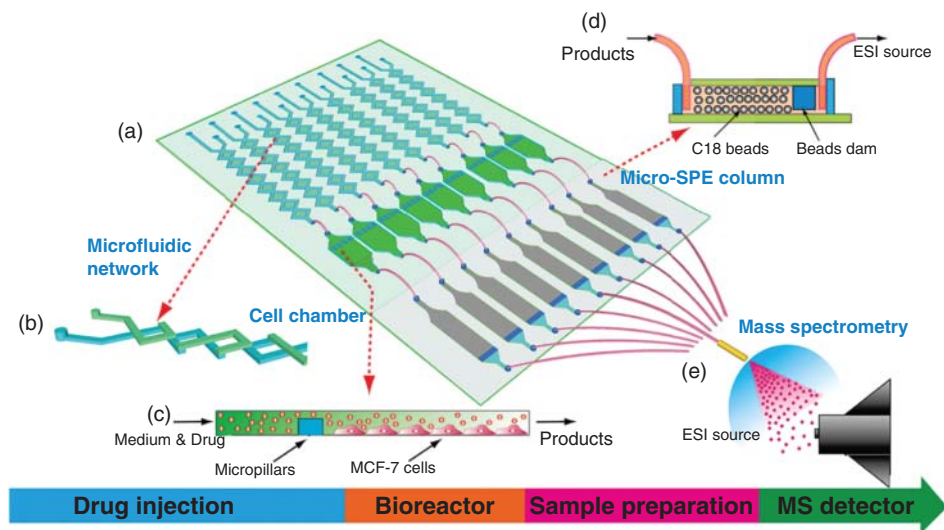 (d)
Products
ESI source
C18 beads
Beads dam
(a)
Micro-SPE column
Microfluidic
network
(b)
Cell chamber
Mass spectrometry
(e)
ESI source
(c)
Medium & Drug
Products
Micropillars
MCF-7 cells
Drug injection
Bioreactor
Sample preparation
MS detector